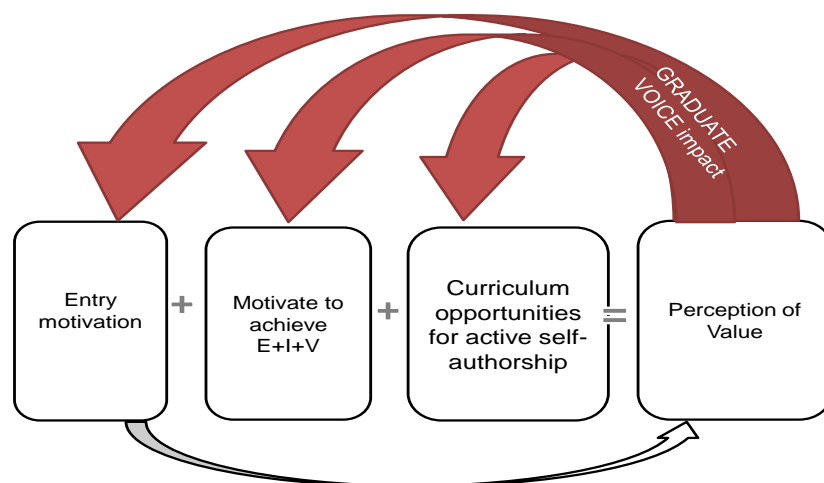 GRADUATE
VOICE impact
Entry
motivation
+
Motivate to
achieve
E+I+V
+
Curriculum
opportunities
for active self-
authorship
=
Perception of
Value